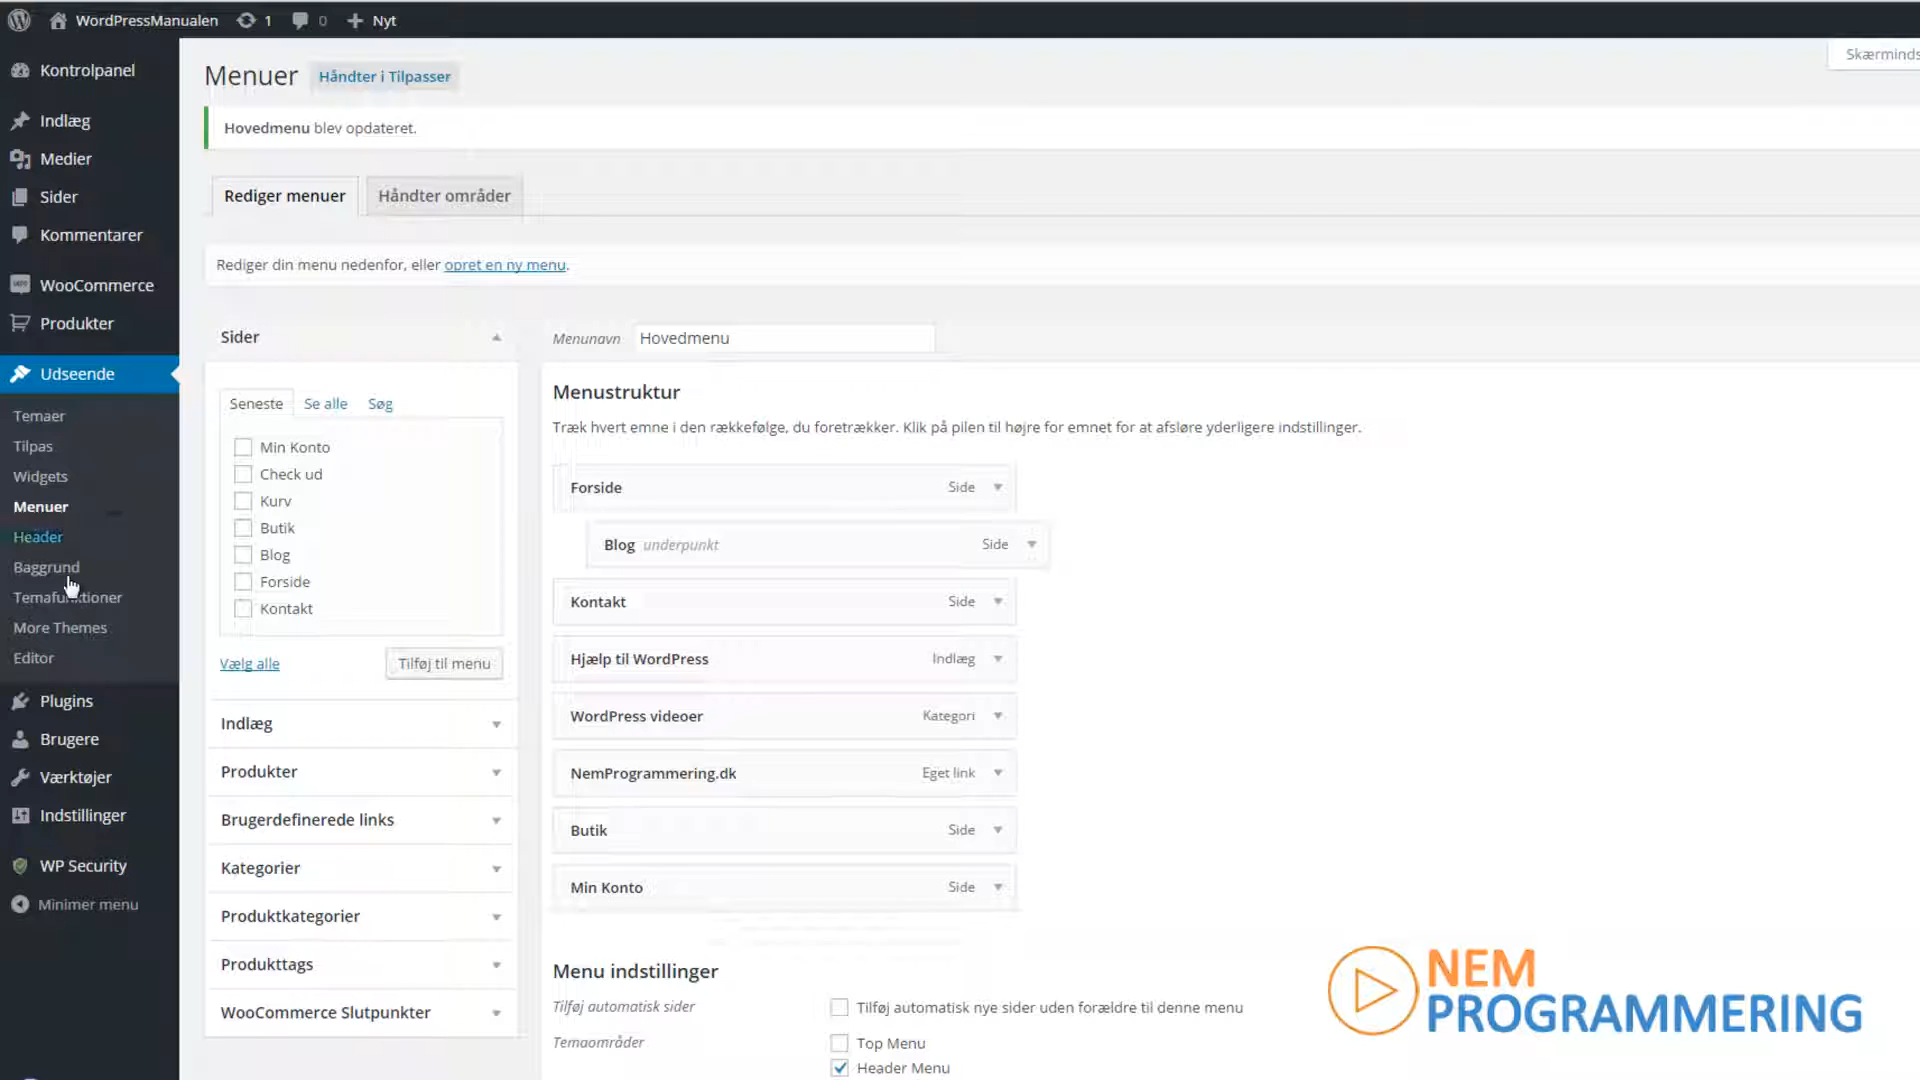 WordPressManualen 1 0 Nyt
Skærminds
Kontrolpanel
Indlæg
Medier
Sider
Kommentarer
WooCommerce
Produkter
Udseende
Temaer
Tilpas
Widgets
Menuer
Header
Baggrund
Temafunktioner
More Themes
Editor
Plugins
Brugere
Værktøjer
Indstillinger
WP Security
Minimer menu
Menuer Håndter i Tilpasser
Hovedmenu blev opdateret.
Rediger menuer Håndter områder
Rediger din menu nedenfor, eller opret en ny menu.
Sider
Seneste Se alle Søg
Min Konto
Check ud
Kurv
Butik
Blog
Forside
Kontakt
Vælg alle Tilføj til menu
Indlæg
Produkter
Brugerdefinerede links
Kategorier
Produktkategorier
Produkttags
WooCommerce Slutpunkter
Menunavn Hovedmenu
Menustruktur
Træk hvert emne i den rækkefølge, du foretrækker. Klik på pilen til højre for emnet for at afsløre yderligere indstillinger.
Forside Side
Blog underpunkt Side
Kontakt Side
Hjælp til WordPress Indlæg
WordPress videoer Kategori
NemProgrammering.dk Eget link
Butik Side
Min Konto Side
Menu indstillinger
Tilføj automatisk sider Tilføj automatisk nye sider uden forældre til denne menu
Temaområder Top Menu
Header Menu
NEM
PROGRAMMERING